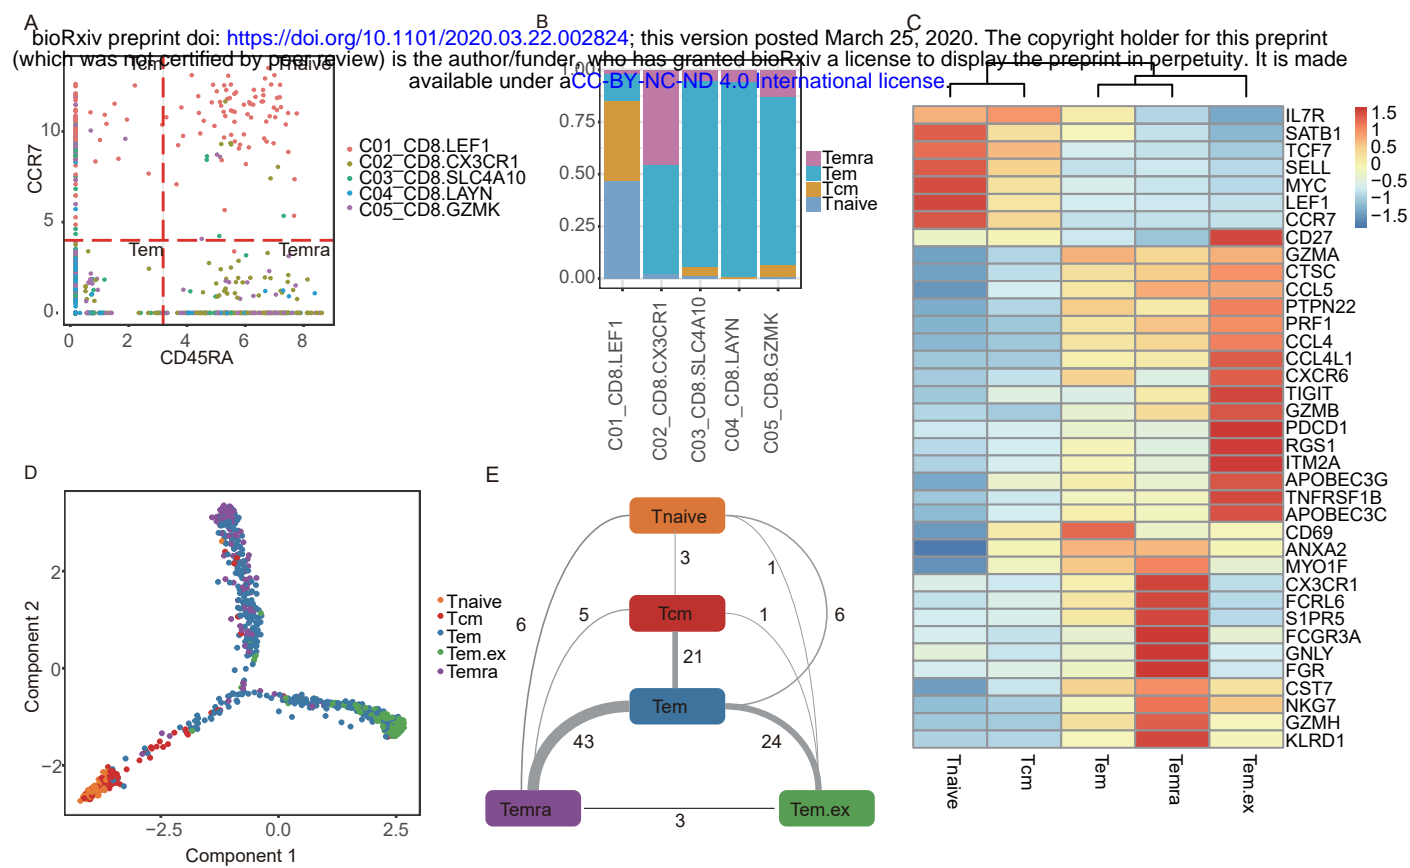 A
B
C
bioRxiv preprint doi: https://doi.org/10.1101/2020.03.22.002824; this version posted March 25, 2020. The copyright holder for this preprint
(which was not certified by peer review) is the author/funder, who has granted bioRxiv a license to display the preprint in perpetuity. It is made
available under aCC-BY-NC-ND 4.0 International license.
Tcm
Tnaive
Tem
Temra
10
5
0
CCR7
0
2
4
6
8
CD45RA
C01_CD8.LEF1
C02_CD8.CX3CR1
C03_CD8.SLC4A10
C04_CD8.LAYN
C05_CD8.GZMK
1.00
0.75
0.50
0.25
0.00
C01_CD8.LEF1
C02_CD8.CX3CR1
C03_CD8.SLC4A10
C04_CD8.LAYN
C05_CD8.GZMK
Temra
Tem
Tcm
Tnaive
IL7R
SATB1
TCF7
SELL
MYC
LEF1
CCR7
CD27
GZMA
CTSC
CCL5
PTPN22
PRF1
CCL4
CCL4L1
CXCR6
TIGIT
GZMB
PDCD1
RGS1
ITM2A
APOBEC3G
TNFRSF1B
APOBEC3C
CD69
ANXA2
MYO1F
CX3CR1
FCRL6
S1PR5
FCGR3A
GNLY
FGR
CST7
NKG7
GZMH
KLRD1
Tnaive
Tcm
Tem
Temra
Tem.ex
1.5
1
0.5
0
−0.5
−1
−1.5
D
2
0
−2
Component 2
−2.5
0.0
2.5
Component 1
Tnaive
Tcm
Tem
Tem.ex
Temra
E
Tnaive
3
1
Tcm
6
5
1
6
21
Tem
43
24
Temra
3
Tem.ex